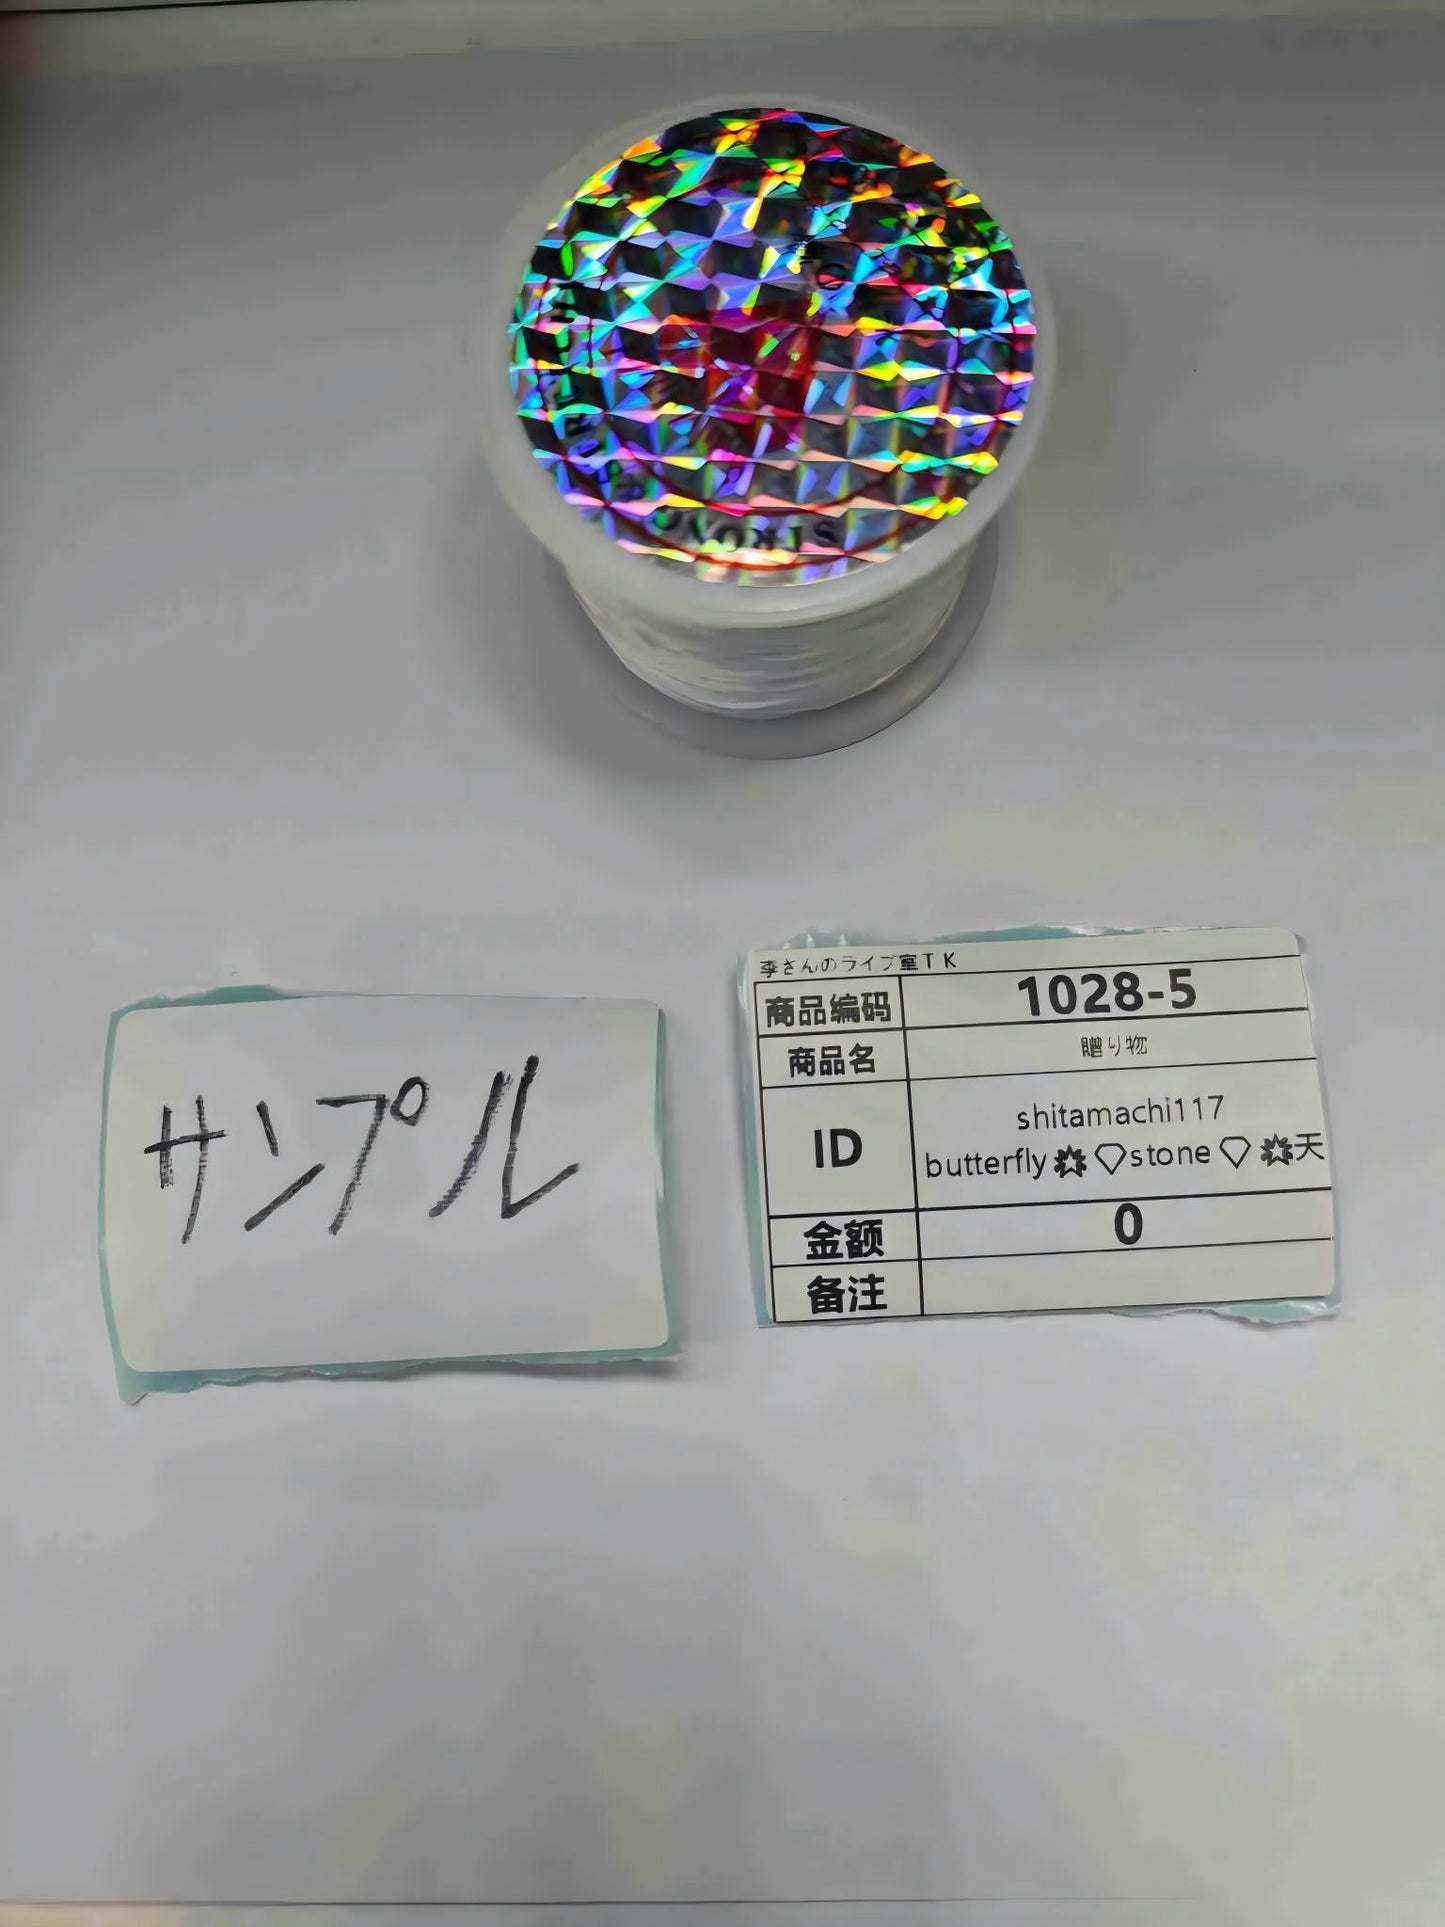 STRONG
サンプル
李さんのライブ室TK
商品编码 1028-5
商品名 贈り物
ID shitamachi117
butterfly✹♢stone♢✹天
金额 0
备注